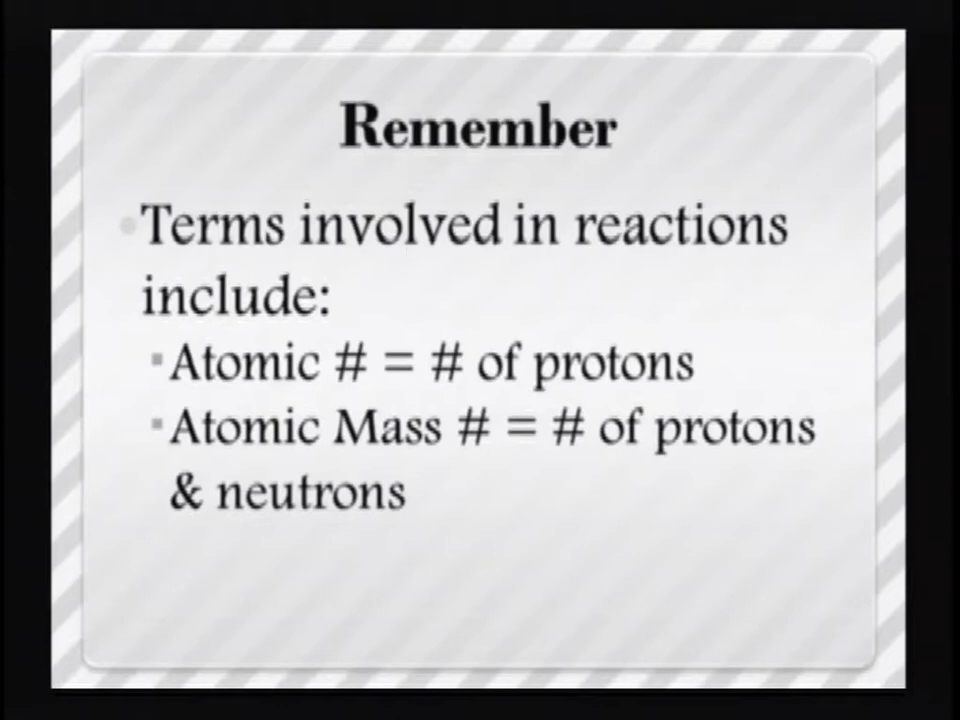 Remember
Terms involved in reactions
include:
Atomic # = # of protons
Atomic Mass # = # of protons
& neutrons